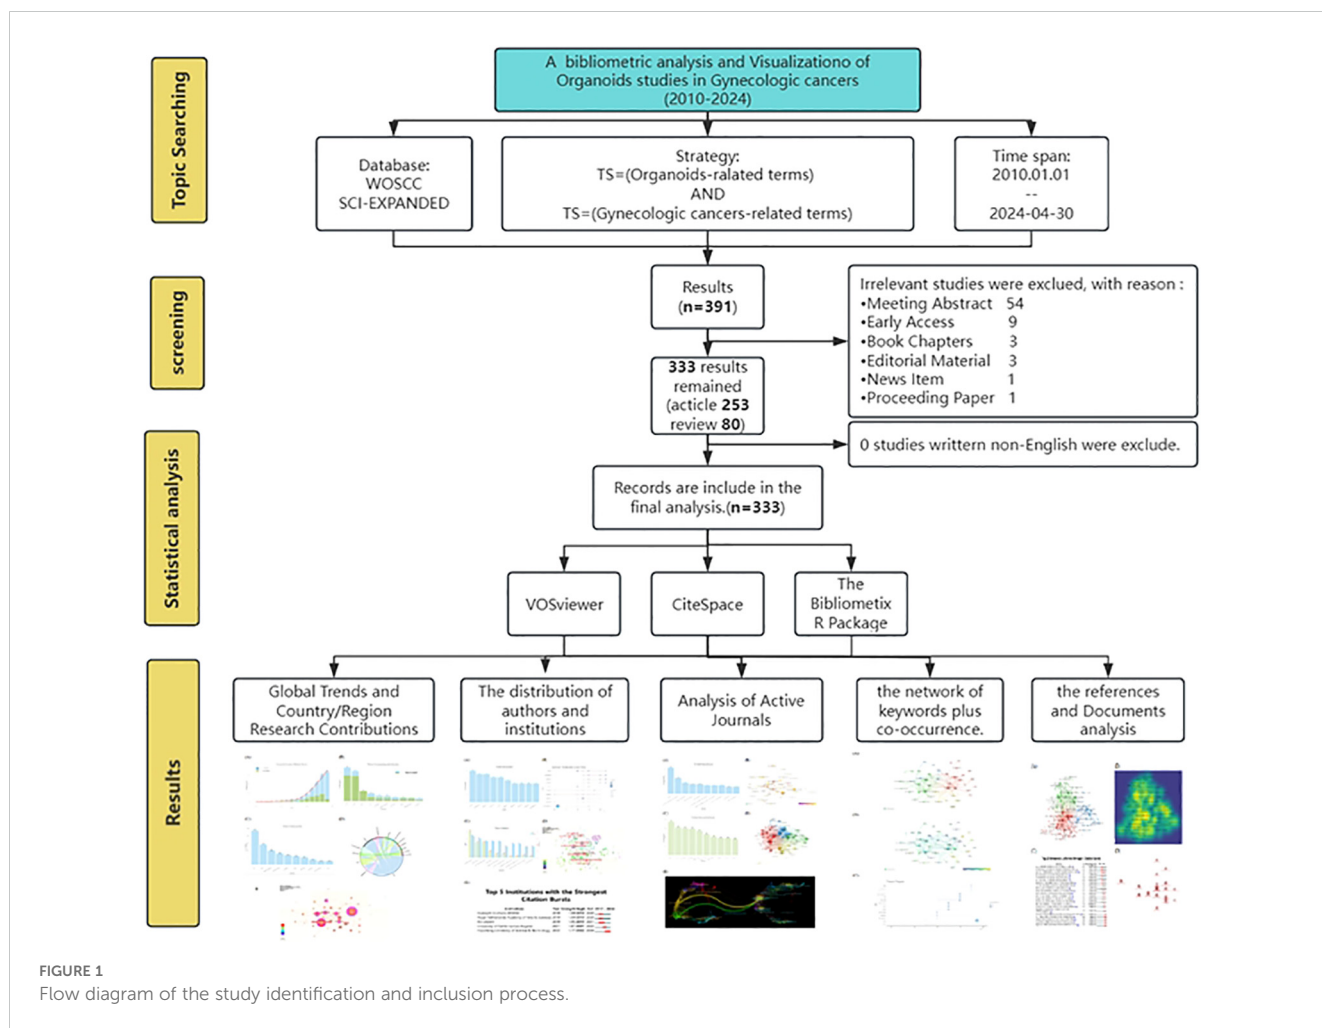 A bibliometric analysis and Visualizationo of
Organoids studies in Gynecologic cancers
(2010-2024)
Topic Searching
Database:
WOSCC
SCI-EXPANDED
Strategy:
TS=(Organoids-ralated terms)
AND
TS=(Gynecologic cancers-related terms)
Time span:
2010.01.01
--
2024-04-30
screening
Results
(n=391)
Irrelevant studies were exclued, with reason :
•Meeting Abstract 54
•Early Access 9
•Book Chapters 3
•Editorial Material 3
•News Item 1
•Proceeding Paper 1
333 results
remained
(acticle 253
review 80)
0 studies writtern non-English were exclude.
Statistical analysis
Records are include in the
final analysis.(n=333)
VOSviewer
CiteSpace
The
Bibliometix
R Package
Results
Global Trends and
Country/Region
Research Contributions
The distribution of
authors and
institutions
Analysis of Active
Journals
the network of
keywords plus
co-occurrence.
the references
and Documents
analysis
Top 5 Institutions with the Strongest
Citation Bursts
FIGURE 1
Flow diagram of the study identification and inclusion process.